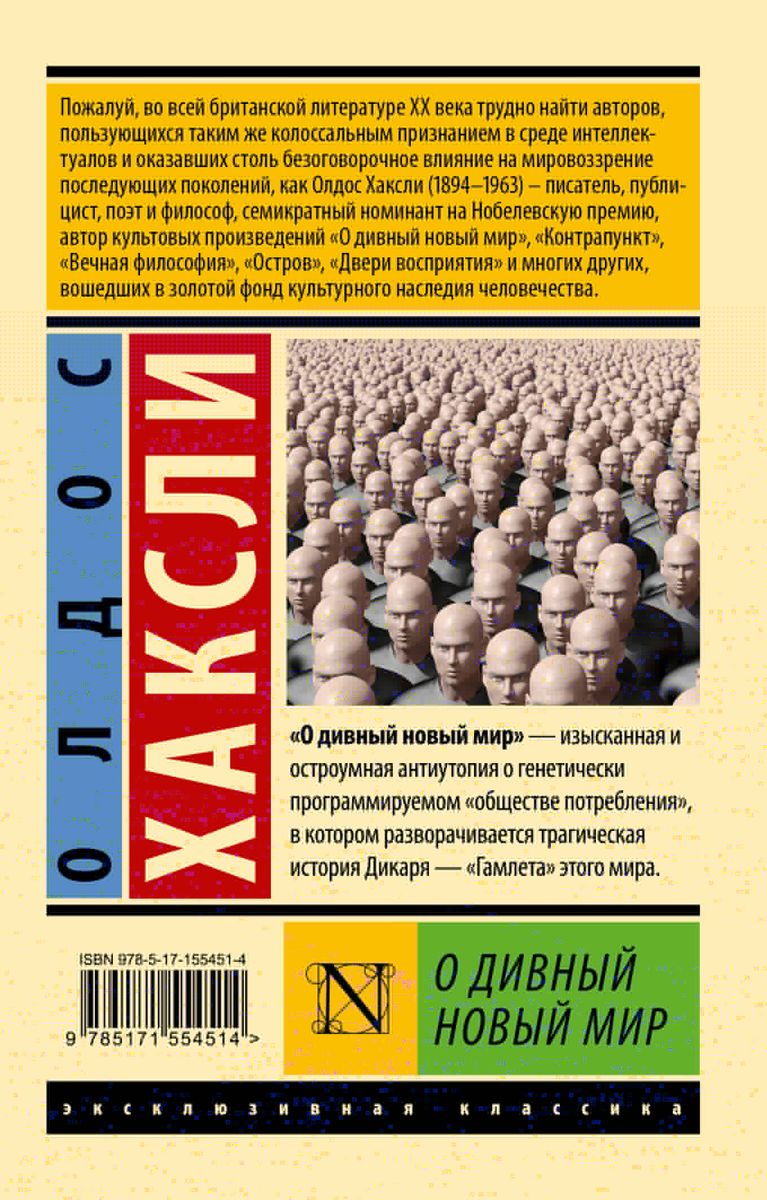 Пожалуй, во всей британской литературе XX века трудно найти авторов,
пользующихся таким же колоссальным признанием в среде интеллек-
туалов и оказавших столь безоговорочное влияние на мировоззрение
последующих поколений, как Олдос Хаксли (1894–1963) – писатель, публи-
цист, поэт и философ, семикратный номинант на Нобелевскую премию,
автор культовых произведений «О дивный новый мир», «Контрапункт»,
«Вечная философия», «Остров», «Двери восприятия» и многих других,
вошедших в золотой фонд культурного наследия человечества.
ОЛДОС
ХАКСЛИ
«О дивный новый мир» — изысканная и
остроумная антиутопия о генетически
программируемом «обществе потребления»,
в котором разворачивается трагическая
история Дикаря — «Гамлета» этого мира.
ISBN 978-5-17-155451-4
9 785171 554514 >
N
О ДИВНЫЙ
НОВЫЙ МИР
эксклюзивная классика